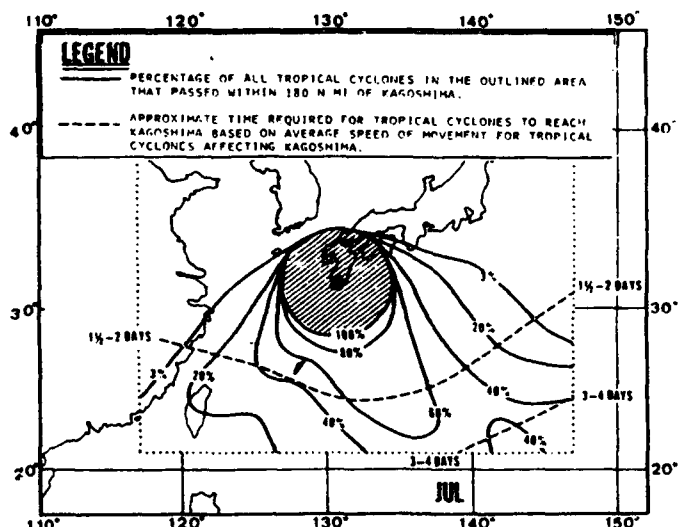 110° 120° 130° 140° 150°
LEGEND
PERCENTAGE OF ALL TROPICAL CYCLONES IN THE OUTLINED AREA
THAT PASSED WITHIN 180 N MI OF KAGOSHIMA.
APPROXIMATE TIME REQUIRED FOR TROPICAL CYCLONES TO REACH
KAGOSHIMA BASED ON AVERAGE SPEED OF MOVEMENT FOR TROPICAL
CYCLONES AFFECTING KAGOSHIMA.
40° 40°
3%
1½-2 DAYS
30° 30°
20%
100%
1½-2 DAYS
80%
3% 20%
40%
3-4 DAYS
60%
40%
40%
3-4 DAYS
20° 20°
JUL
110° 120° 130° 140° 150°